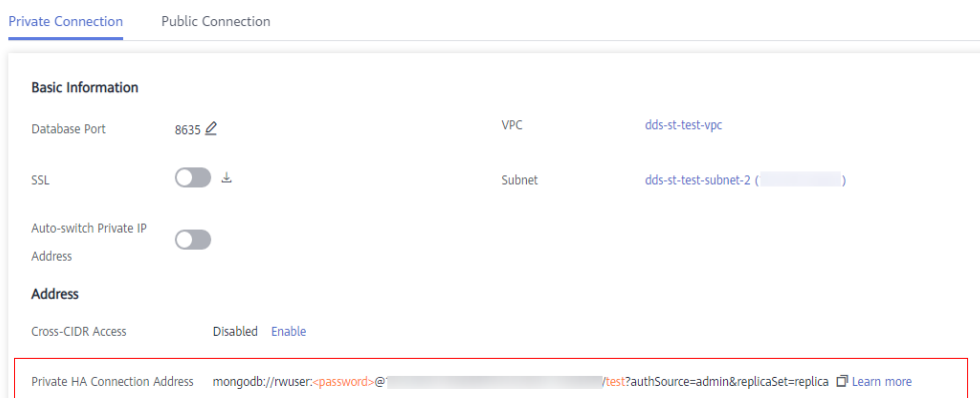 Private Connection Public Connection
Basic Information
Database Port 8635 VPC dds-st-test-vpc
SSL Subnet dds-st-test-subnet-2 ( )
Auto-switch Private IP
Address
Address
Cross-CIDR Access Disabled Enable
Private HA Connection Address mongodb://rwuser:<password>@ /test?authSource=admin&replicaSet=replica Learn more